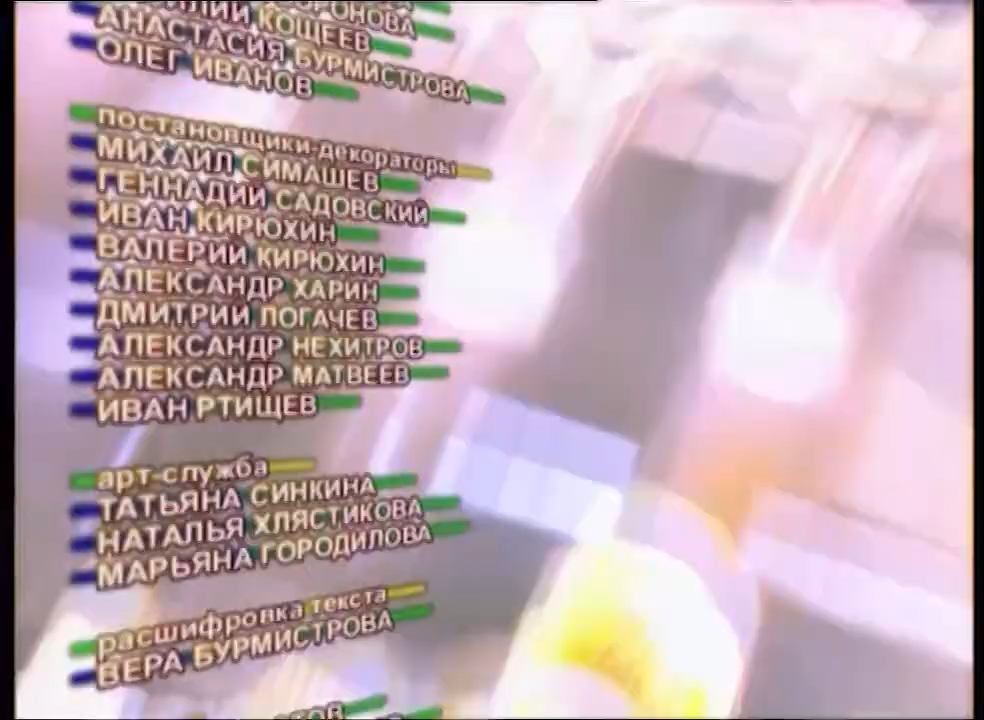 КОЩЕЕВ
АНАСТАСИЯ БУРМИСТРОВА
ОЛЕГ ИВАНОВ
постановщики-декораторы
МИХАИЛ СИМАШЕВ
ГЕННАДИЙ САДОВСКИЙ
ИВАН КИРЮХИН
ВАЛЕРИЙ КИРЮХИН
АЛЕКСАНДР ХАРИН
ДМИТРИЙ ЛОГАЧЕВ
АЛЕКСАНДР НЕХИТРОВ
АЛЕКСАНДР МАТВЕЕВ
ИВАН РТИЩЕВ
арт-служба
ТАТЬЯНА СИНКИНА
НАТАЛЬЯ ХЛЯСТИКОВА
МАРЬЯНА ГОРОДИЛОВА
расшифровка текста
ВЕРА БУРМИСТРОВА